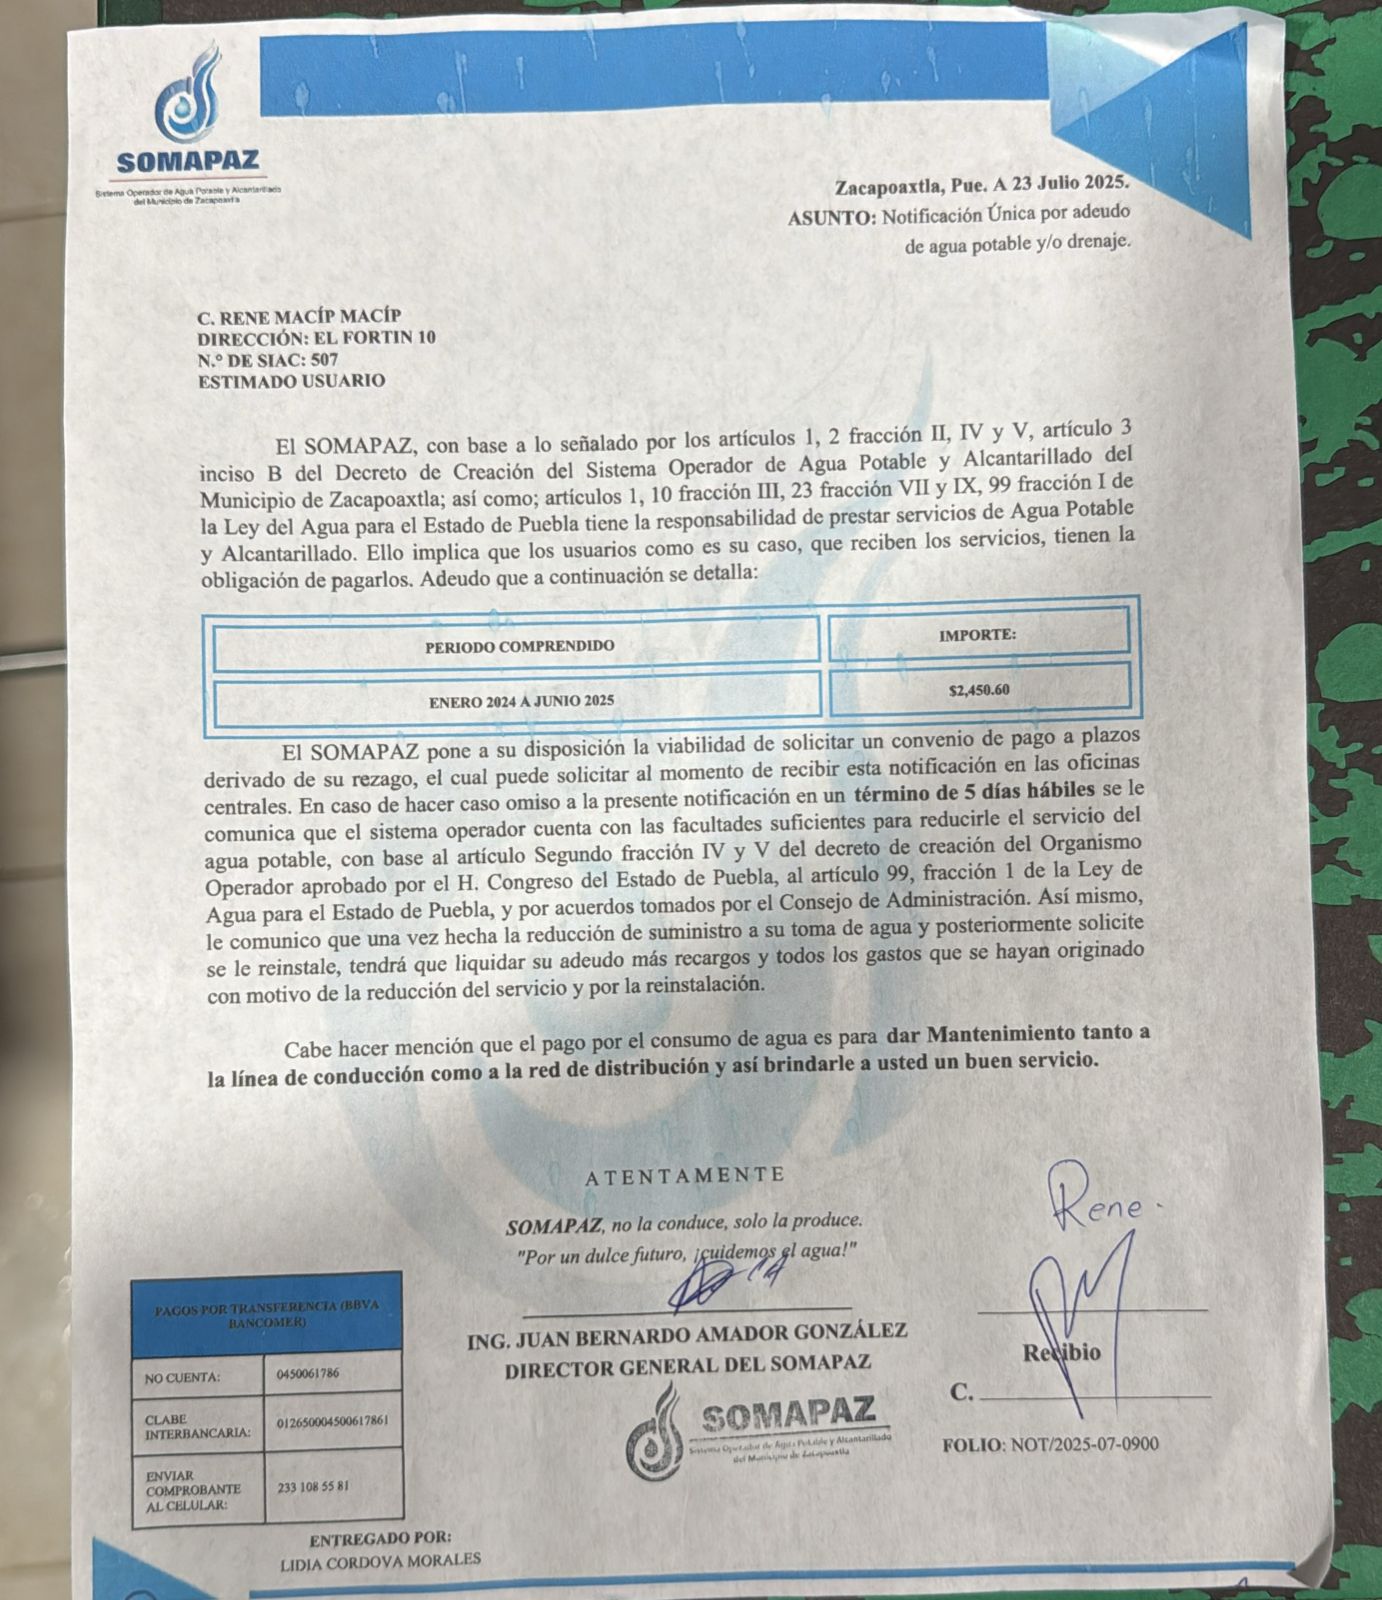 SOMAPAZ
Sistema Operador de Agua Potable y Alcantarillado
del Municipio de Zacapoaxtla
Zacapoaxtla, Pue. A 23 Julio 2025.
ASUNTO: Notificación Única por adeudo
de agua potable y/o drenaje.
C. RENE MACÍP MACÍP
DIRECCIÓN: EL FORTIN 10
N.º DE SIAC: 507
ESTIMADO USUARIO
El SOMAPAZ, con base a lo señalado por los artículos 1, 2 fracción II, IV y V, artículo 3
inciso B del Decreto de Creación del Sistema Operador de Agua Potable y Alcantarillado del
Municipio de Zacapoaxtla; así como; artículos 1, 10 fracción III, 23 fracción VII y IX, 99 fracción I de
la Ley del Agua para el Estado de Puebla tiene la responsabilidad de prestar servicios de Agua Potable
y Alcantarillado. Ello implica que los usuarios como es su caso, que reciben los servicios, tienen la
obligación de pagarlos. Adeudo que a continuación se detalla:
PERIODO COMPRENDIDO IMPORTE:
ENERO 2024 A JUNIO 2025 $2,450.60
El SOMAPAZ pone a su disposición la viabilidad de solicitar un convenio de pago a plazos
derivado de su rezago, el cual puede solicitar al momento de recibir esta notificación en las oficinas
centrales. En caso de hacer caso omiso a la presente notificación en un término de 5 días hábiles se le
comunica que el sistema operador cuenta con las facultades suficientes para reducirle el servicio del
agua potable, con base al artículo Segundo fracción IV y V del decreto de creación del Organismo
Operador aprobado por el H. Congreso del Estado de Puebla, al artículo 99, fracción 1 de la Ley de
Agua para el Estado de Puebla, y por acuerdos tomados por el Consejo de Administración. Así mismo,
le comunico que una vez hecha la reducción de suministro a su toma de agua y posteriormente solicite
se le reinstale, tendrá que liquidar su adeudo más recargos y todos los gastos que se hayan originado
con motivo de la reducción del servicio y por la reinstalación.
Cabe hacer mención que el pago por el consumo de agua es para dar Mantenimiento tanto a
la línea de conducción como a la red de distribución y así brindarle a usted un buen servicio.
ATENTAMENTE
SOMAPAZ, no la conduce, solo la produce.
"Por un dulce futuro, ¡cuidemos el agua!"
ING. JUAN BERNARDO AMADOR GONZÁLEZ
DIRECTOR GENERAL DEL SOMAPAZ
SOMAPAZ
Sistema Operador de Agua Potable y Alcantarillado
del Municipio de Zacapoaxtla
Rene.
Recibio
C.
FOLIO: NOT/2025-07-0900
PAGOS POR TRANSFERENCIA (BBVA
BANCOMER)
NO CUENTA: 0450061786
CLABE
INTERBANCARIA: 012650004500617861
ENVIAR
COMPROBANTE
AL CELULAR: 233 108 55 81
ENTREGADO POR:
LIDIA CORDOVA MORALES